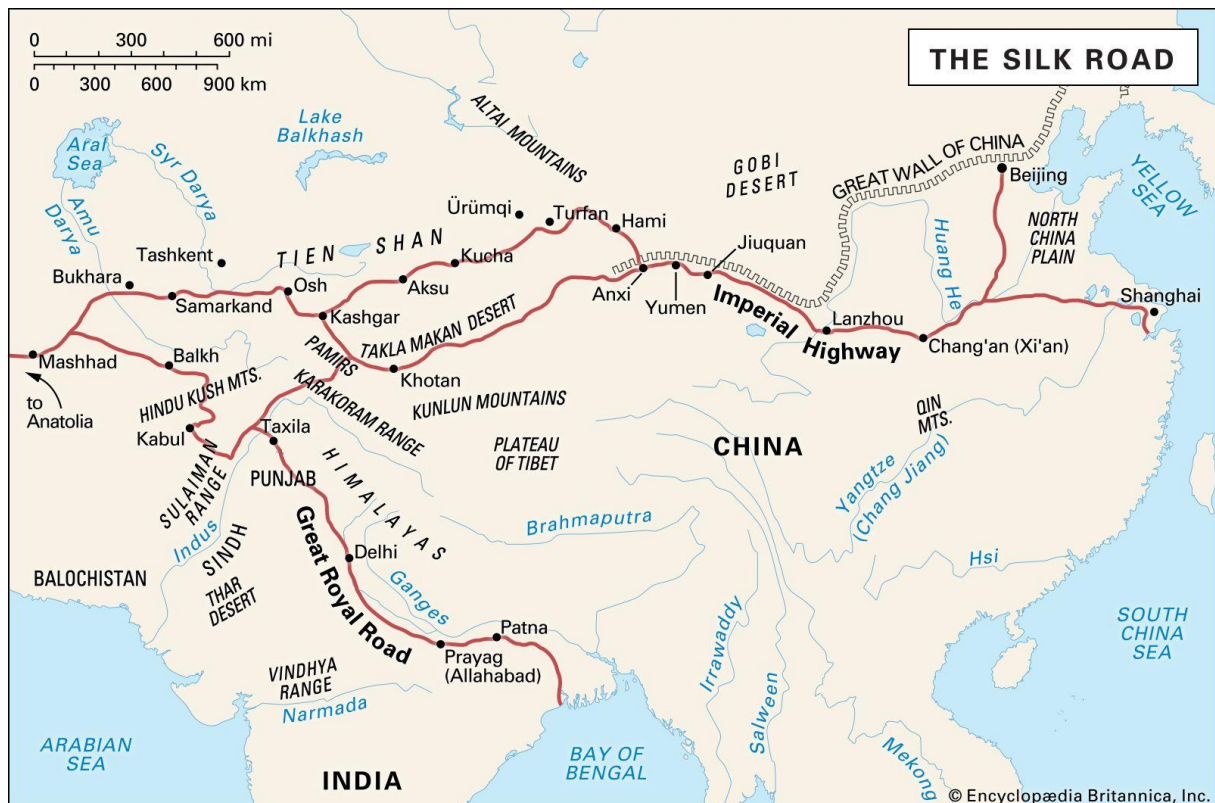 0 300 600 mi
0 300 600 900 km
THE SILK ROAD
ALTAI MOUNTAINS
Lake
Balkhash
Aral
Sea
Syr Darya
Amu
Darya
GOBI
DESERT
GREAT WALL OF CHINA
Beijing
YELLOW
SEA
Ürümqi
Turfan
Hami
NORTH
CHINA
PLAIN
Huang He
Tashkent
TIEN SHAN
Kucha
Jiuquan
Bukhara
Osh
Aksu
Anxi
Yumen
Shanghai
Samarkand
Kashgar
Imperial
Highway
Lanzhou
Chang'an (Xi'an)
TAKLA MAKAN DESERT
Mashhad
Balkh
PAMIRS
Khotan
to
Anatolia
HINDU KUSH MTS.
KARAKORAM RANGE
KUNLUN MOUNTAINS
QIN
MTS.
Kabul
Taxila
PLATEAU
OF TIBET
CHINA
SULAIMAN
RANGE
PUNJAB
HIMALAYAS
Yangtze
(Chang Jiang)
Indus
SINDH
Great Royal Road
Brahmaputra
Delhi
Hsi
BALOCHISTAN
THAR
DESERT
Ganges
Patna
Prayag
(Allahabad)
Irrawaddy
SOUTH
CHINA
SEA
VINDHYA
RANGE
Narmada
Salween
ARABIAN
SEA
INDIA
BAY OF
BENGAL
Mekong
© Encyclopædia Britannica, Inc.